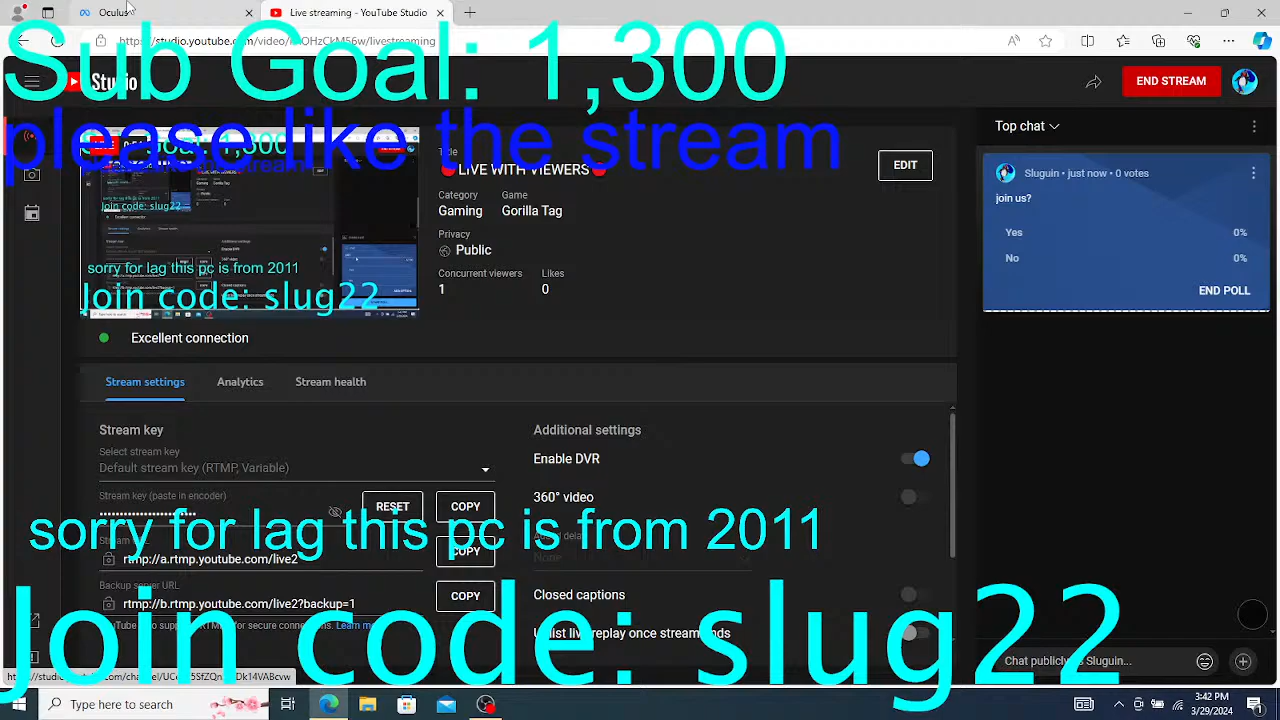 Live streaming - YouTube Studio
Sub Goal: 1,300
please like the stream
Studio
END STREAM
Title
🔴LIVE WITH VIEWERS🔴
EDIT
Category
Game
Gaming
Gorilla Tag
Privacy
Public
Concurrent viewers
Likes
1
0
Excellent connection
Top chat
Sluguin • just now • 0 votes
join us?
Yes
0%
No
0%
END POLL
sorry for lag this pc is from 2011
Join code: slug22
Stream settings
Analytics
Stream health
Stream key
Select stream key
Default stream key (RTMP, Variable)
Stream key (paste in encoder)
RESET
COPY
rtmp://a.rtmp.youtube.com/live2
COPY
Backup server URL
rtmp://b.rtmp.youtube.com/live2?backup=1
COPY
Additional settings
Enable DVR
360° video
None
Closed captions
sorry for lag this pc is from 2011
Join code: slug22
Chat publicly as Sluguin...
Type here to search
3:42 PM
3/29/2024